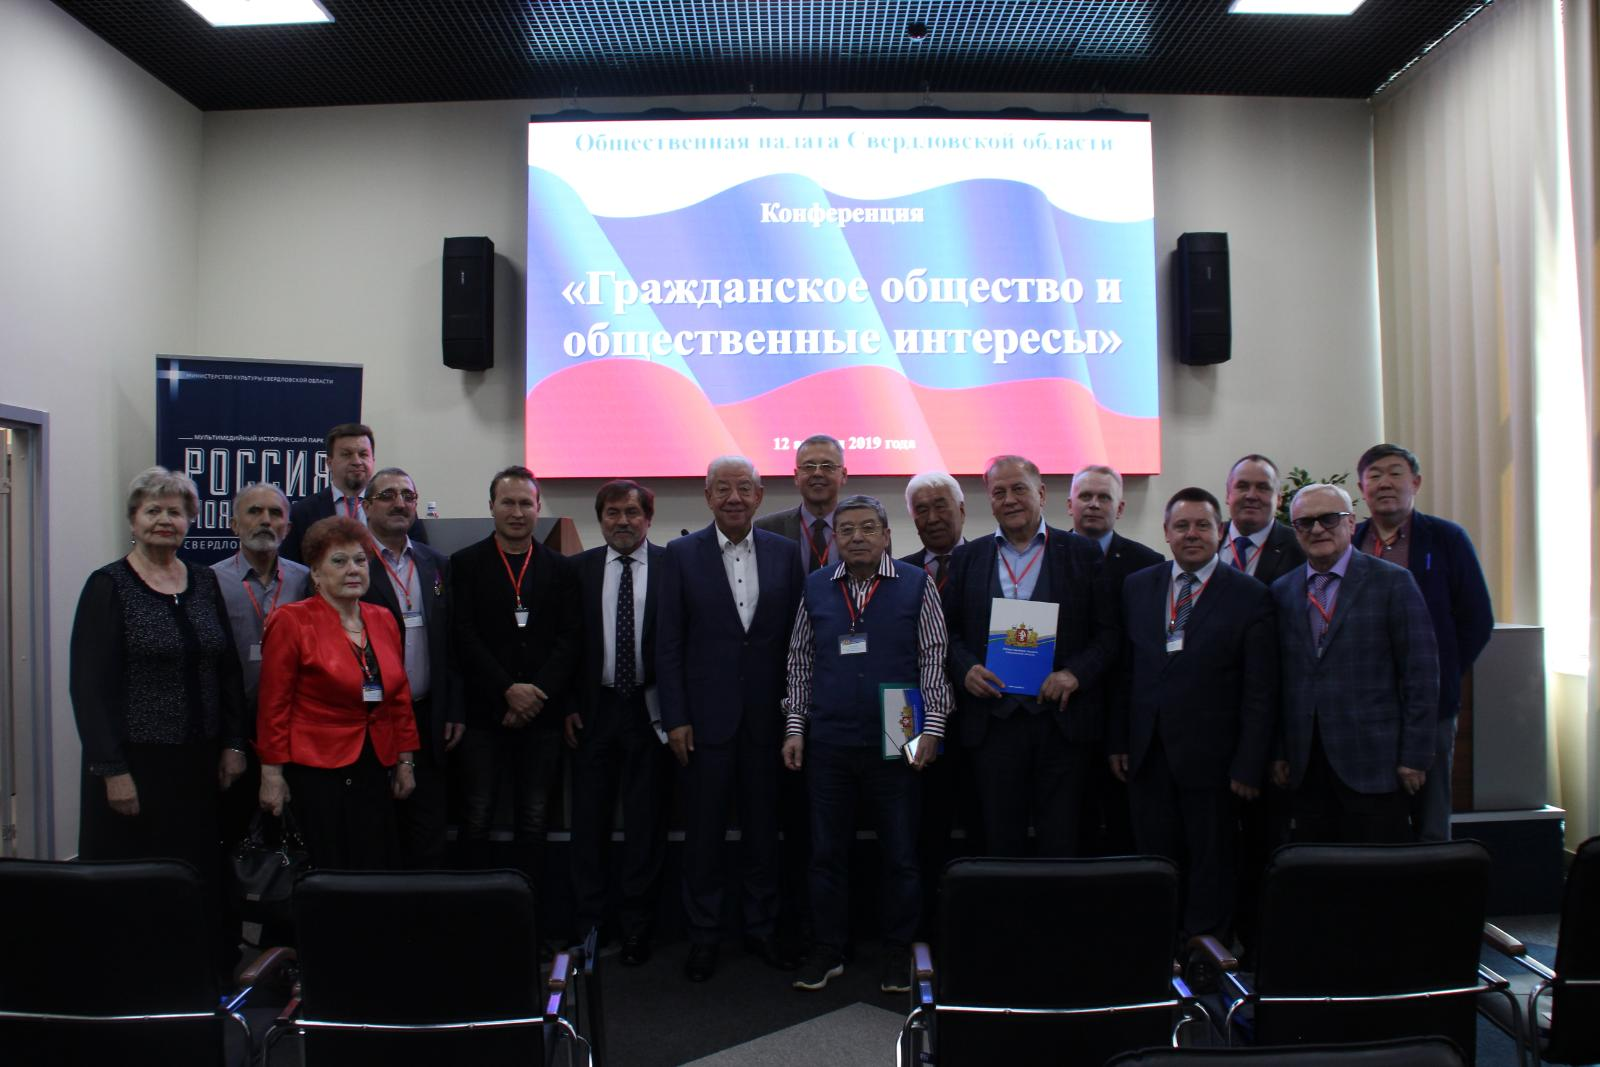 Общественная палата Свердловской области
Конференция
«Гражданское общество и
общественные интересы»
12 2019 года
МИНИСТЕРСТВО КУЛЬТУРЫ СВЕРДЛОВСКОЙ ОБЛАСТИ
МУЛЬТИМЕДИЙНЫЙ ИСТОРИЧЕСКИЙ ПАРК
РОССИЯ